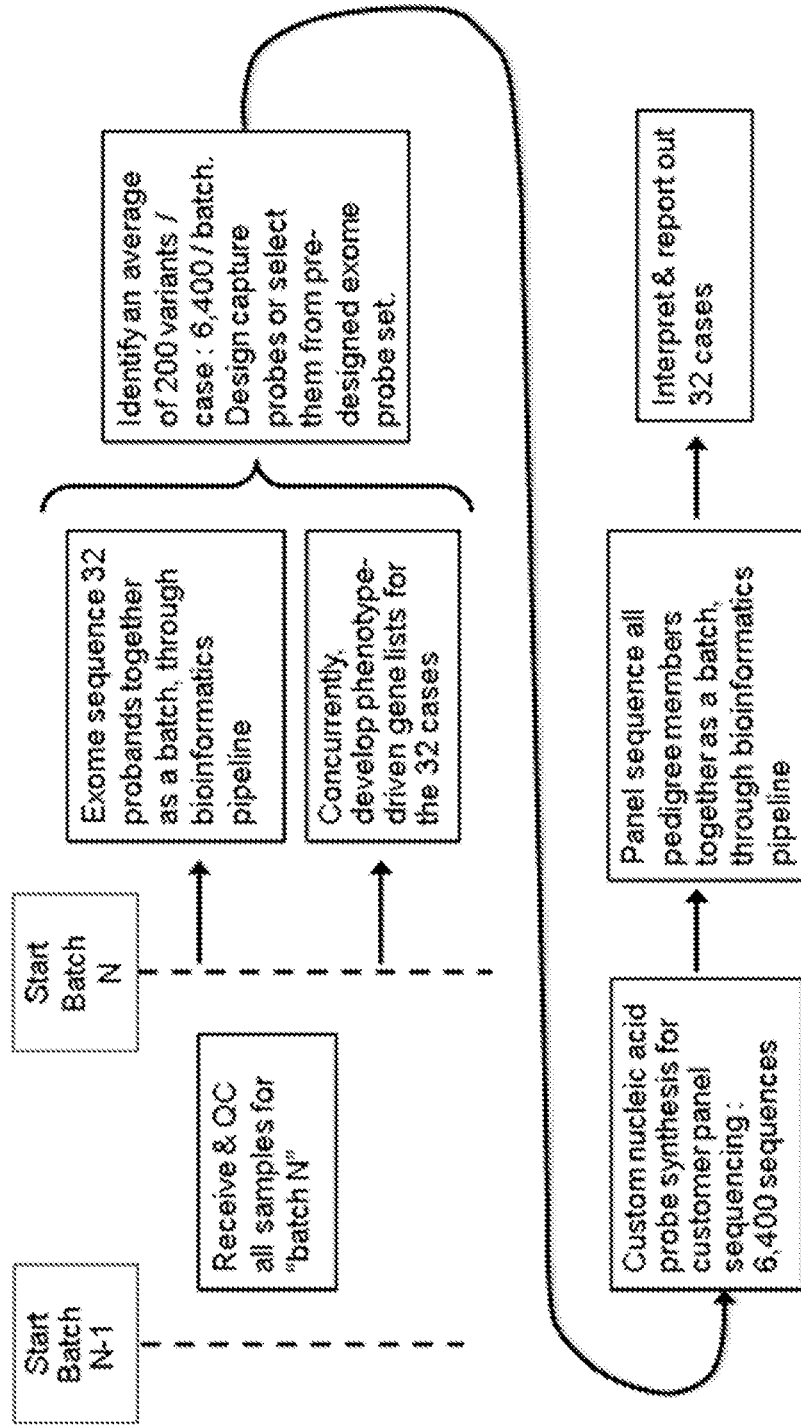 Start
Batch
N-1
Receive & QC
all samples for
"batch N"
Start
Batch
N
Exome sequence 32
probands together
as a batch, through
bioinformatics
pipeline
Concurrently,
develop phenotype-
driven gene lists for
the 32 cases
Identify an average
of 200 variants /
case : 6,400 / batch.
Design capture
probes or select
them from pre-
designed exome
probe set.
Custom nucleic acid
probe synthesis for
customer panel
sequencing :
6,400 sequences
Panel sequence all
pedigree members
together as a batch,
through bioinformatics
pipeline
Interpret & report out
32 cases